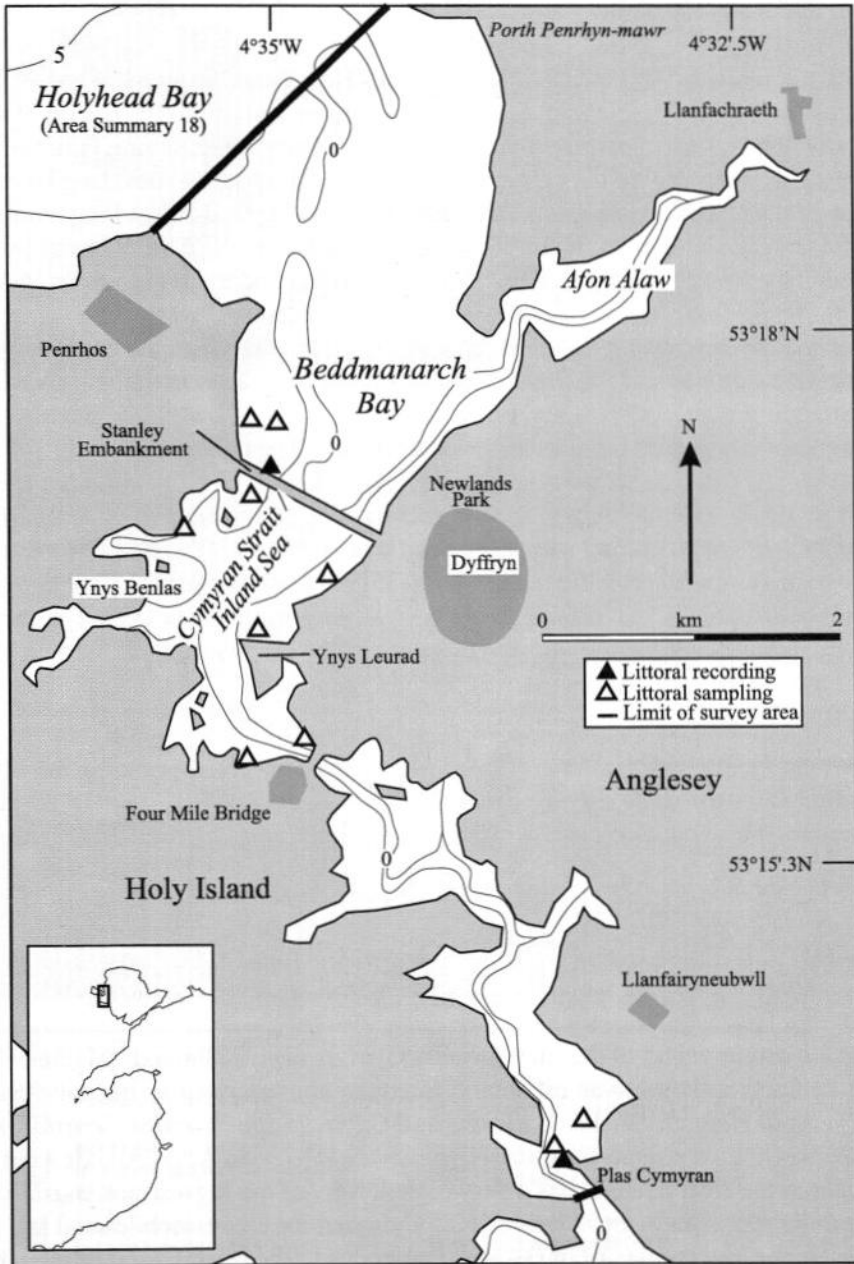 Porth Penrhyn-mawr
5
4°35'W
4°32'.5W
Holyhead Bay
(Area Summary 18)
0
Llanfachraeth
Afon Alaw
Penrhos
53°18'N
Beddmanarch
Bay
Stanley
Embankment
0
N
Newlands
Park
Cymyran Strait
Inland Sea
Dyffryn
Ynys Benlas
0
km
2
Ynys Leurad
Littoral recording
Littoral sampling
Limit of survey area
Anglesey
Four Mile Bridge
0
53°15'.3N
Holy Island
Llanfairyneubwll
Plas Cymyran
0